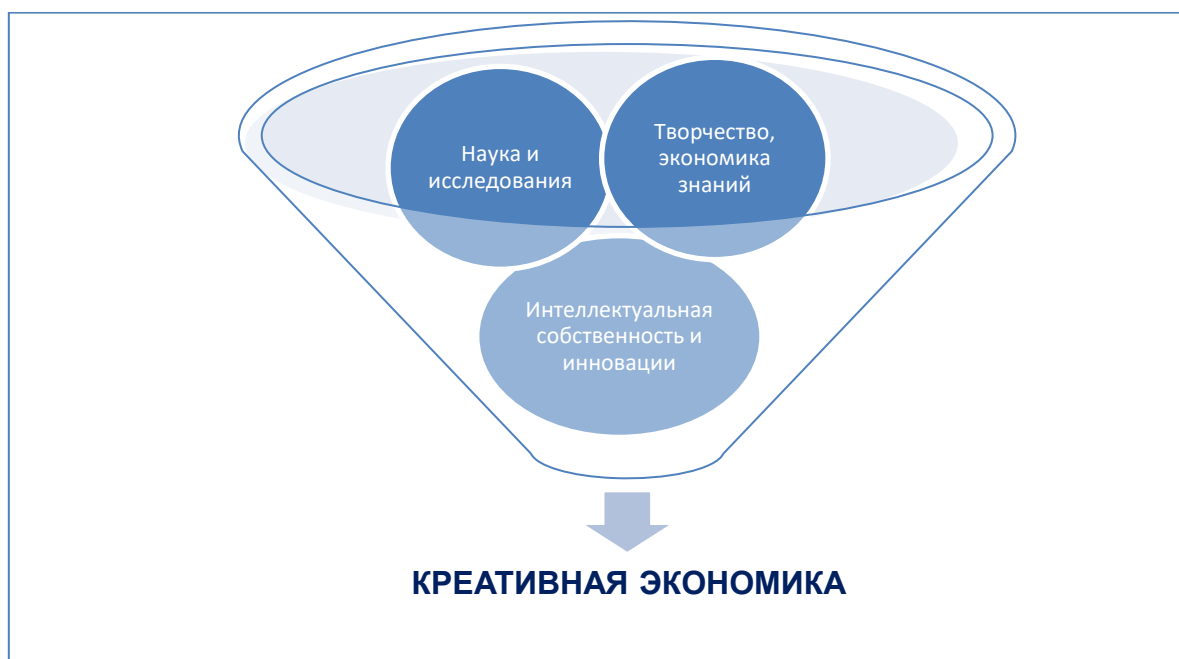 Наука и
исследования
Творчество,
экономика
знаний
Интеллектуальная
собственность и
инновации
КРЕАТИВНАЯ ЭКОНОМИКА